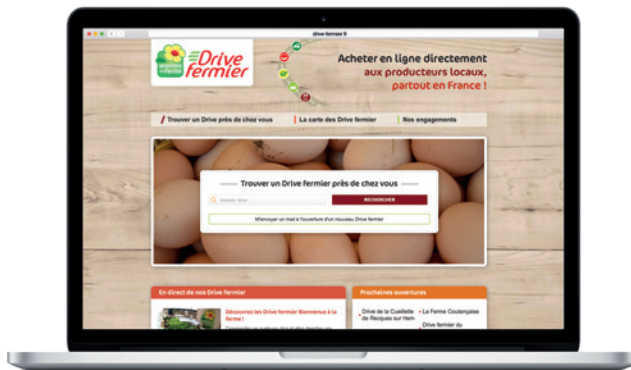 drive-fermier.fr
BIENVENUE
À LA FERME
Drive
fermier
Acheter en ligne directement
aux producteurs locaux,
partout en France !
Trouver un Drive près de chez vous
La carte des Drive fermier
Nos engagements
Trouver un Drive fermier près de chez vous
RECHERCHER
M'envoyer un mail à l'ouverture d'un nouveau Drive fermier
En direct de nos Drive fermier
Prochaines ouvertures
Découvrez les Drive fermier Bienvenue à la
ferme !
Drive de la Cueillette
de Recques sur Hem
La Ferme Coutançaise
Drive fermier du